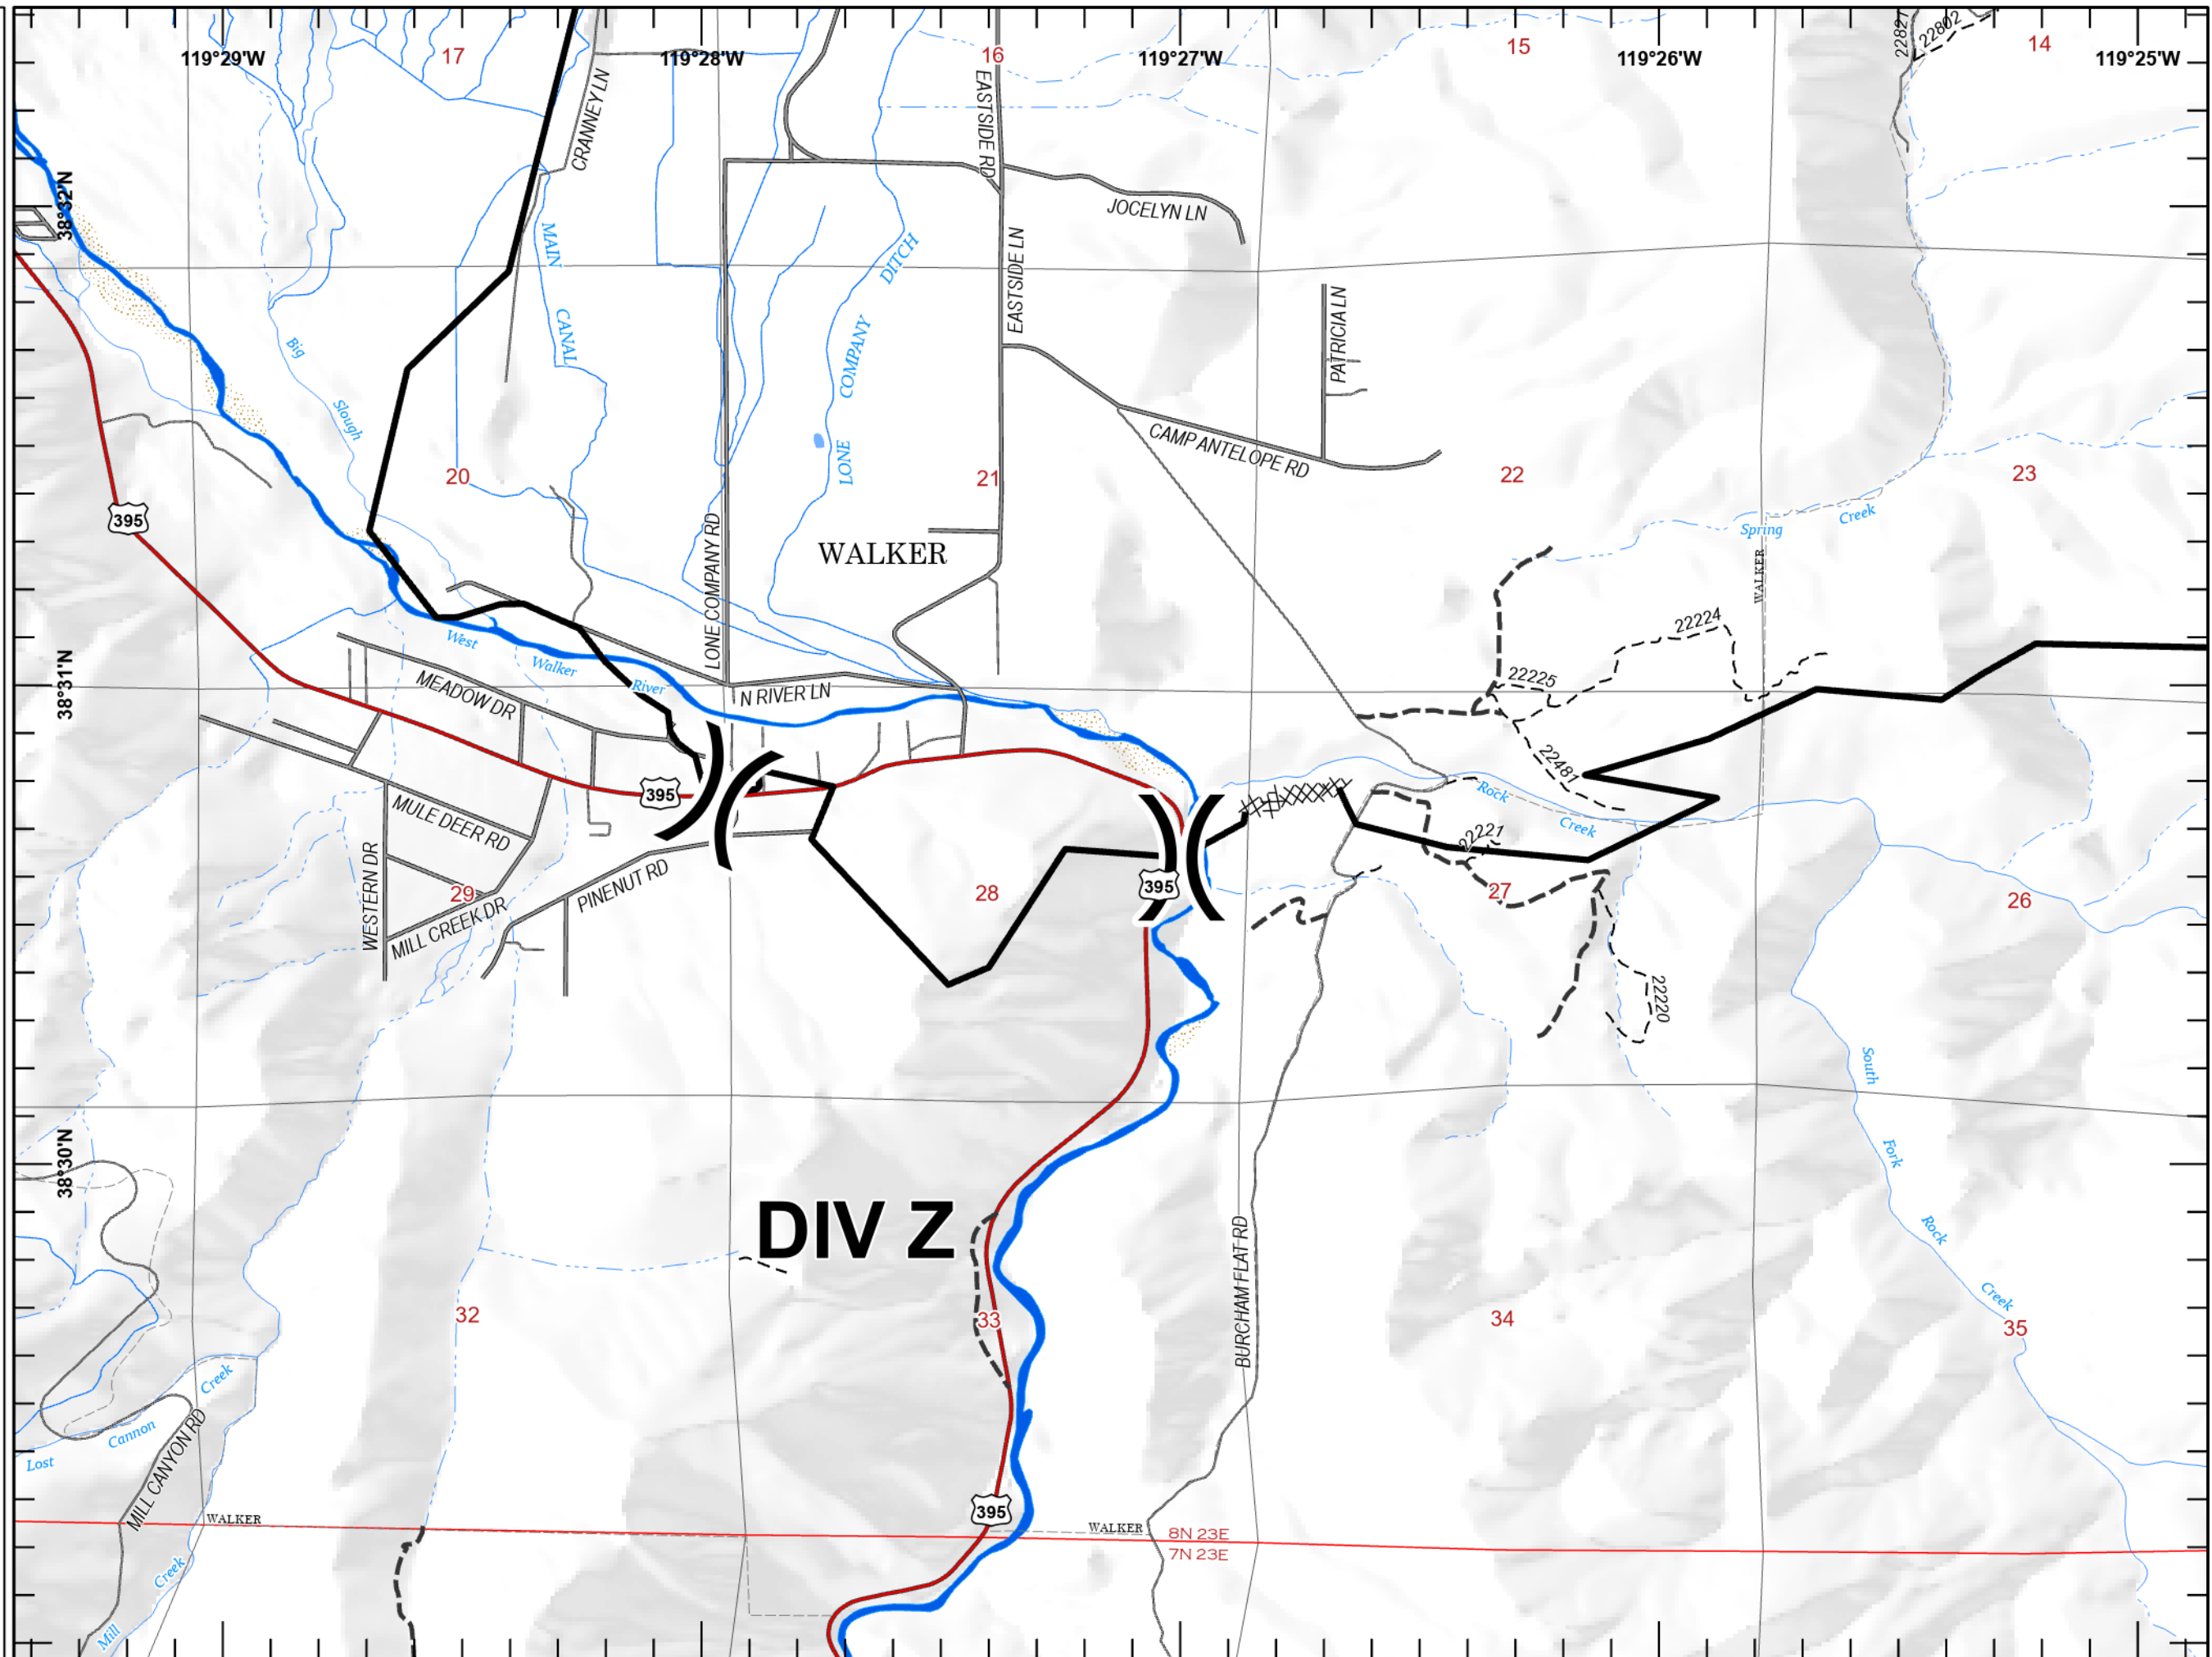 119°29'W
17
119°28'W
16
119°27'W
15
119°26'W
22827
22802
14
119°25'W
CRANNEY LN
EASTSIDE RD
38°32'N
JOCELYN LN
MAIN
CANAL
DITCH
COMPANY
LONE
EASTSIDE LN
PATRICIA LN
Big
Slough
CAMP ANTELOPE RD
20
21
22
23
395
LONE COMPANY RD
WALKER
Spring
Creek
WALKER
22224
22225
22481
38°31'N
West
Walker
River
MEADOW DR
N RIVER LN
395
Rock
Creek
MULE DEER RD
22221
WESTERN DR
29
MILL CREEK DR
PINENUT RD
28
395
27
26
22220
South
Fork
Rock
Creek
38°30'N
DIV Z
BURCHAM FLAT RD
32
33
34
35
Creek
Cannon
Lost
MILL CANYON RD
395
WALKER
WALKER
8N 23E
7N 23E
Creek
Mill